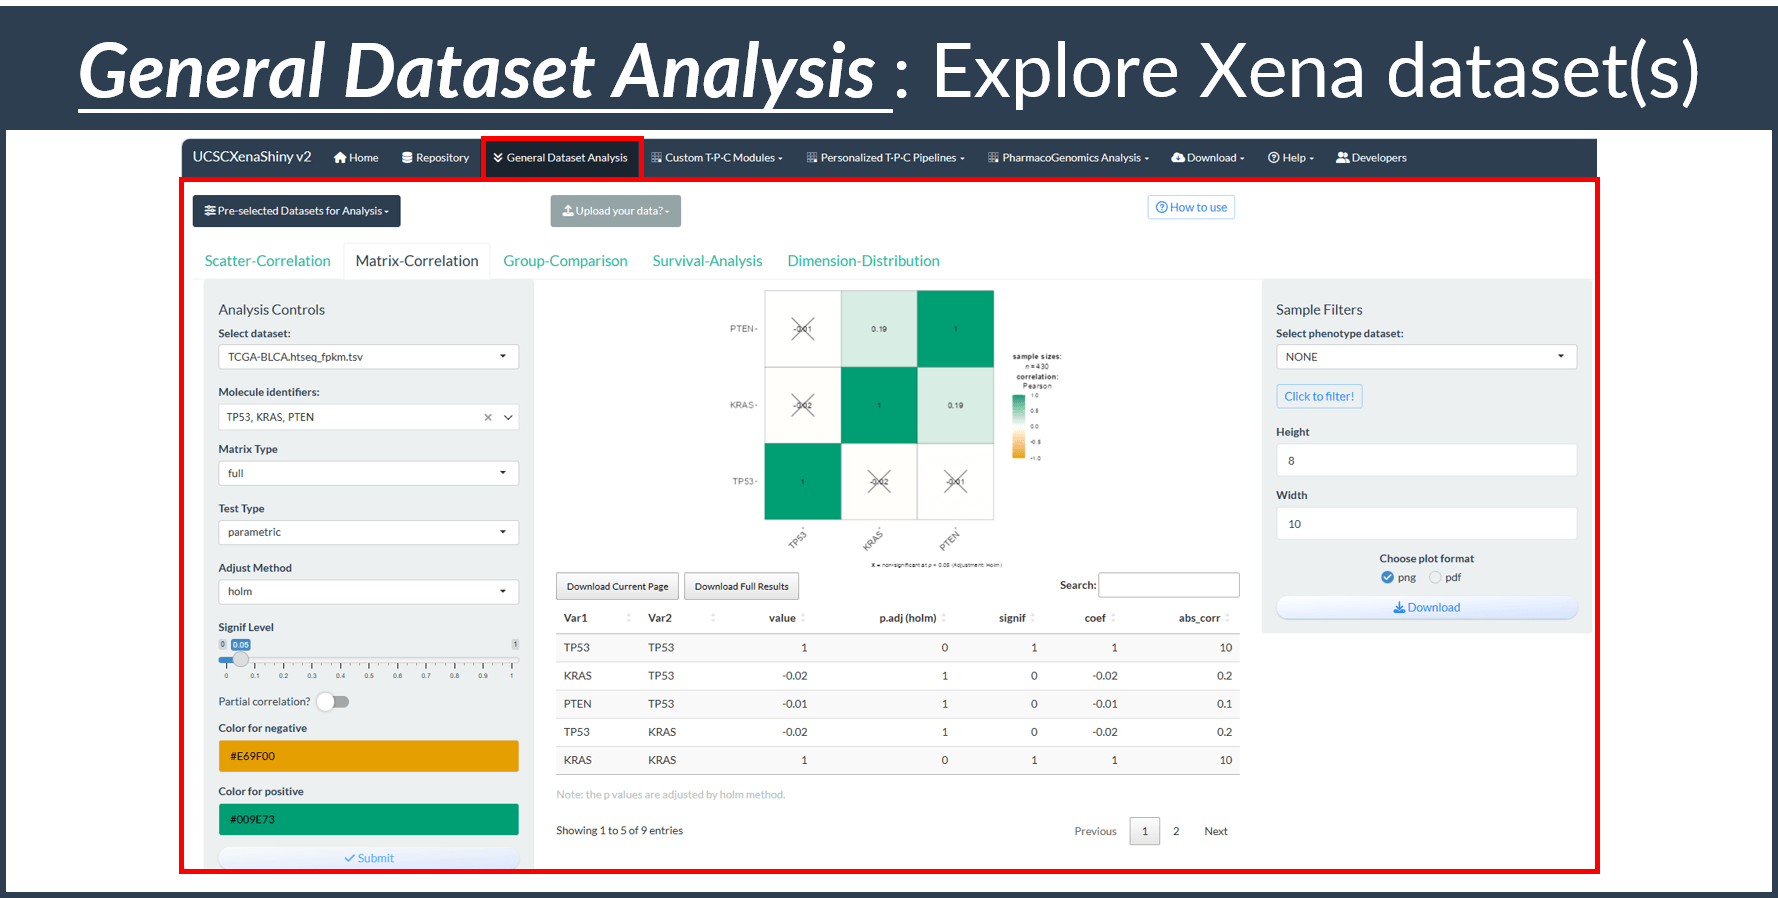 General Dataset Analysis : Explore Xena dataset(s)
UCSCXenaShiny v2 Home Repository General Dataset Analysis Custom T-P-C Modules Personalized T-P-C Pipelines PharmacoGenomics Analysis Download Help Developers
Pre-selected Datasets for Analysis Upload your data? How to use
Scatter-Correlation Matrix-Correlation Group-Comparison Survival-Analysis Dimension-Distribution
Analysis Controls
Select dataset:
TCGA-BLCA.htseq_fpkm.tsv
Molecule identifiers:
TP53, KRAS, PTEN
Matrix Type
full
Test Type
parametric
Adjust Method
holm
Signif Level
0 0.05 1
0 0.1 0.2 0.3 0.4 0.5 0.6 0.7 0.8 0.9 1
Partial correlation?
Color for negative
#E69F00
Color for positive
#009E73
Submit
PTEN -0.01 0.19 1
KRAS -0.02 1 0.19
TP53 1 -0.02 -0.01
TP53 KRAS PTEN
sample sizes:
n = 430
correlation:
Pearson
1.0
0.5
0.0
-0.5
-1.0
X = non-significant at p = 0.05 (Adjustment: Holm)
Download Current Page Download Full Results Search:
Var1 Var2 value p.adj (holm) signif coef abs_corr
TP53 TP53 1 0 1 1 10
KRAS TP53 -0.02 1 0 -0.02 0.2
PTEN TP53 -0.01 1 0 -0.01 0.1
TP53 KRAS -0.02 1 0 -0.02 0.2
KRAS KRAS 1 0 1 1 10
Note: the p values are adjusted by holm method.
Showing 1 to 5 of 9 entries Previous 1 2 Next
Sample Filters
Select phenotype dataset:
NONE
Click to filter!
Height
8
Width
10
Choose plot format
png pdf
Download